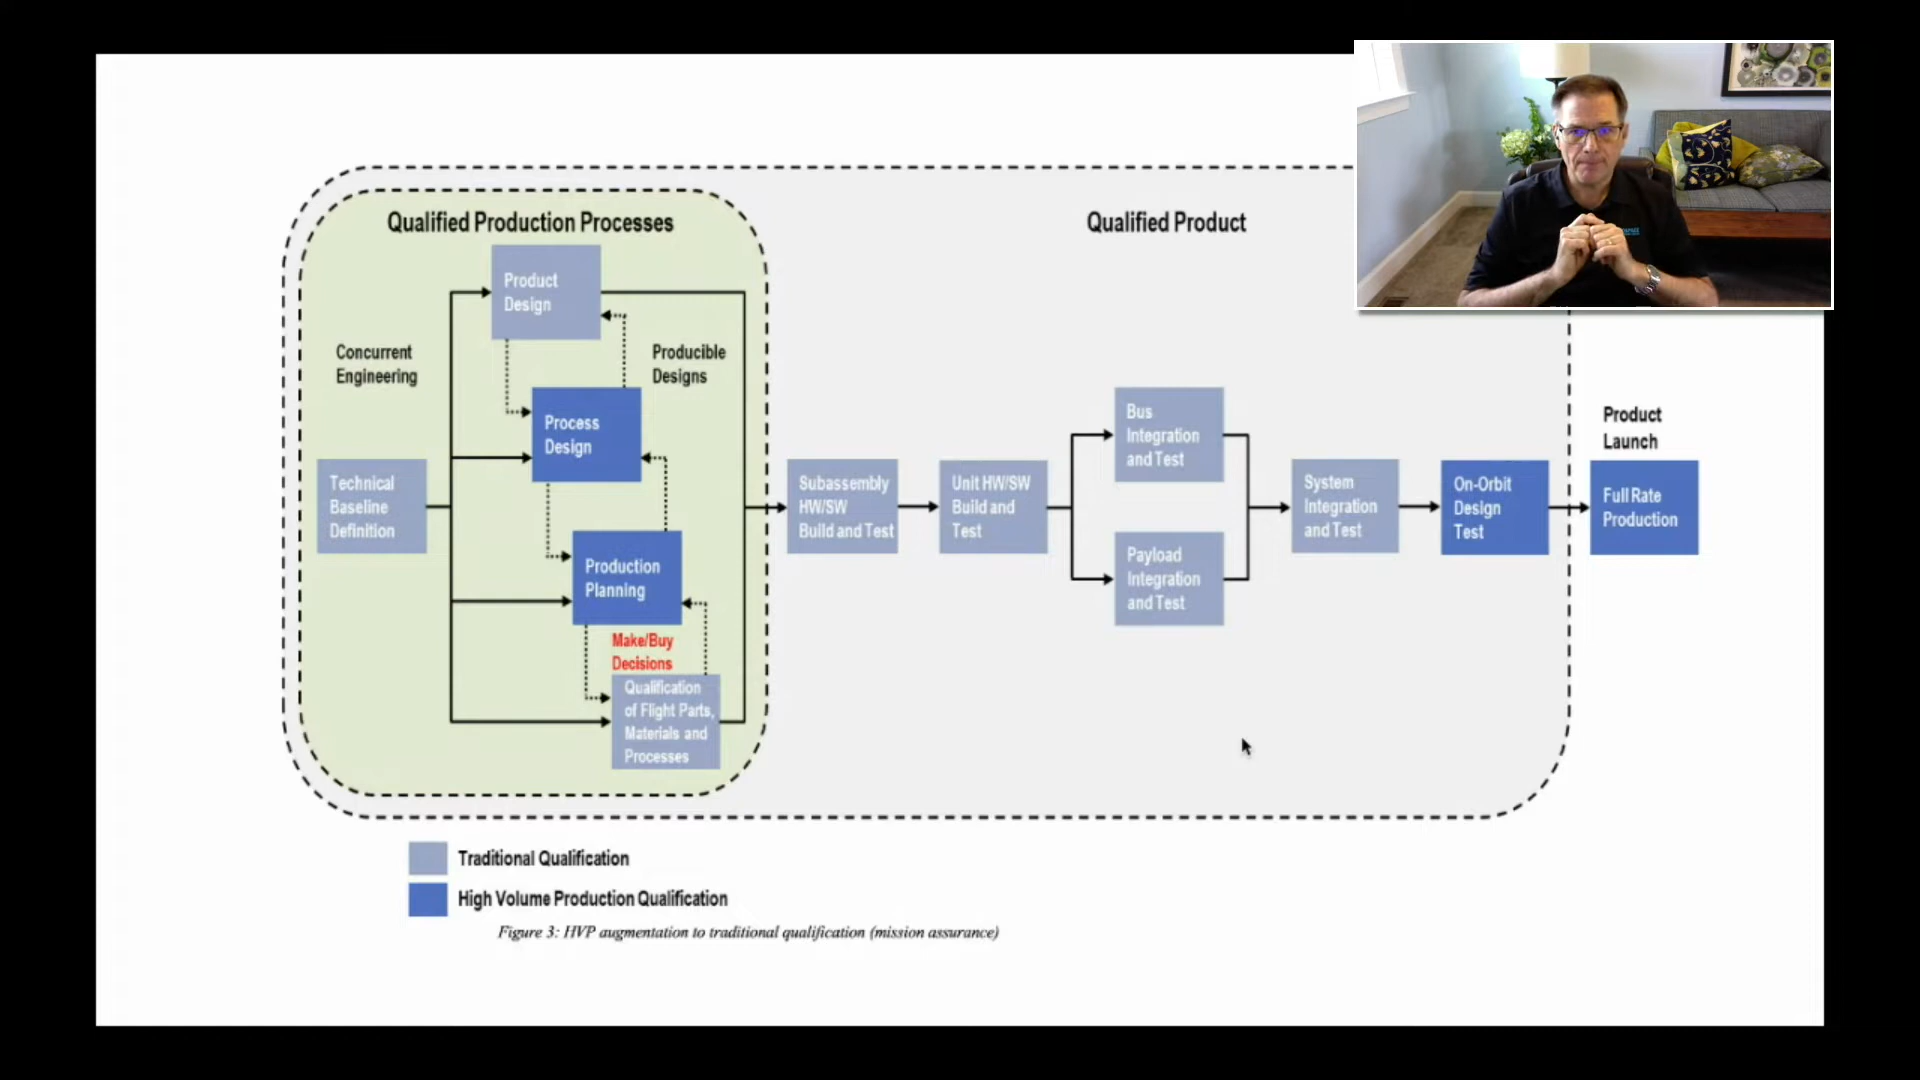 Qualified Production Processes
Qualified Product
Product
Design
Concurrent
Engineering
Producible
Designs
Process
Design
Technical
Baseline
Definition
Production
Planning
Make/Buy
Decisions
Qualification
of Flight Parts,
Materials and
Processes
Subassembly
HW/SW
Build and Test
Unit HW/SW
Build and
Test
Bus
Integration
and Test
Payload
Integration
and Test
System
Integration
and Test
On-Orbit
Design
Test
Product
Launch
Full Rate
Production
Traditional Qualification
High Volume Production Qualification
Figure 3: HVP augmentation to traditional qualification (mission assurance)